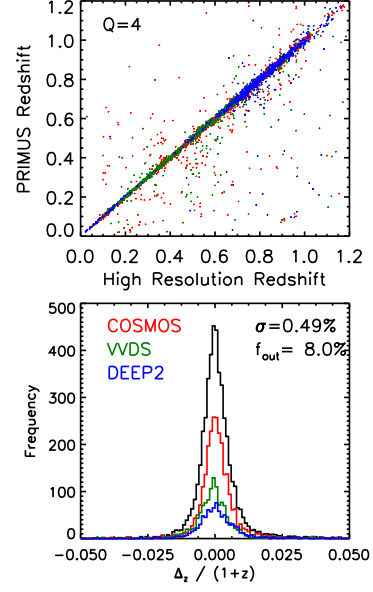 1.2
1.0
0.8
0.6
0.4
0.2
0.0
PRIMUS Redshift
Q=4
0.0 0.2 0.4 0.6 0.8 1.0 1.2
High Resolution Redshift
500
400
300
200
100
0
Frequency
COSMOS
VVDS
DEEP2
σ=0.49%
fout= 8.0%
-0.050 -0.025 0.000 0.025 0.050
Δz / (1+z)